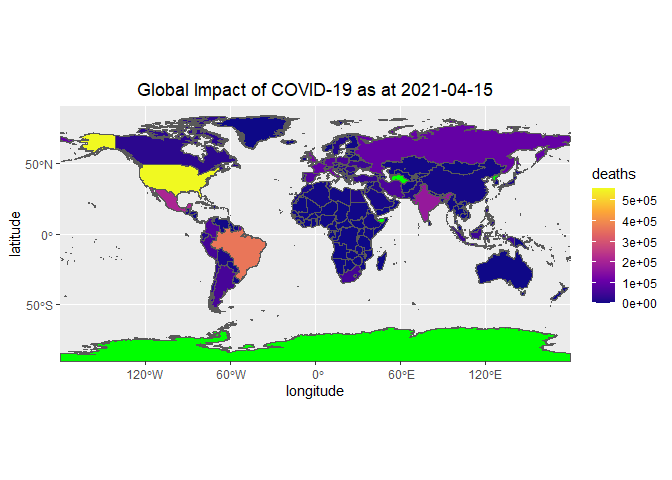 Global Impact of COVID-19 as at 2021-04-15
latitude
50°N
0°
50°S
120°W
60°W
0°
60°E
120°E
longitude
deaths
5e+05
4e+05
3e+05
2e+05
1e+05
0e+00